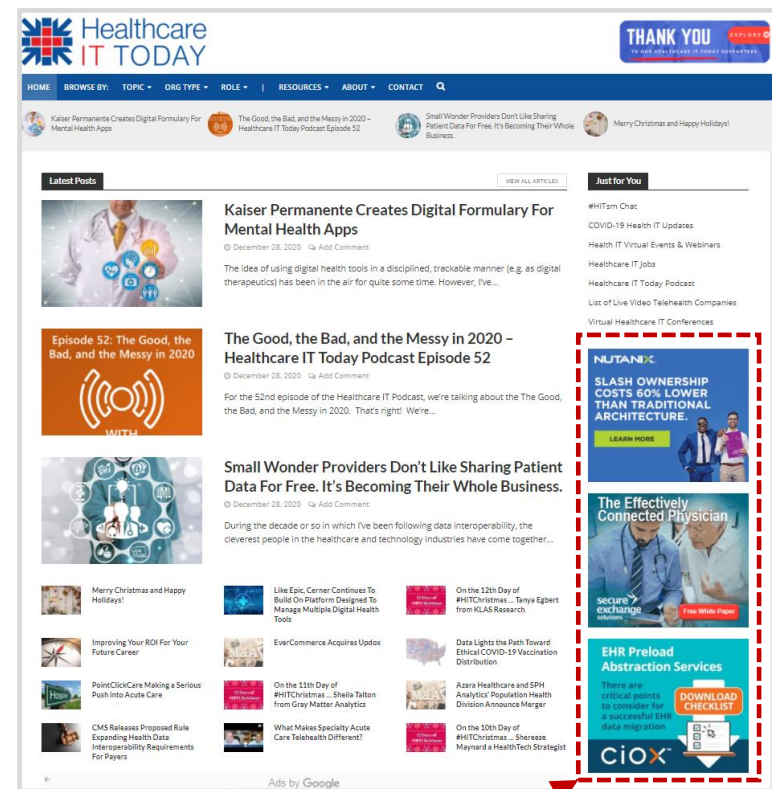 Healthcare
IT TODAY
THANK YOU
TO OUR HEALTHCARE IT TODAY SUPPORTERS
EXPLORE
HOME BROWSE BY: TOPIC ORG TYPE ROLE | RESOURCES ABOUT CONTACT
Kaiser Permanente Creates Digital Formulary For
Mental Health Apps
The Good, the Bad, and the Messy in 2020 –
Healthcare IT Today Podcast Episode 52
Small Wonder Providers Don't Like Sharing
Patient Data For Free. It's Becoming Their Whole
Business.
Merry Christmas and Happy Holidays!
Latest Posts
VIEW ALL ARTICLES
Kaiser Permanente Creates Digital Formulary For
Mental Health Apps
December 28, 2020 Add Comment
The idea of using digital health tools in a disciplined, trackable manner (e.g. as digital
therapeutics) has been in the air for quite some time. However, I've...
Episode 52: The Good, the
Bad, and the Messy in 2020
WITH
The Good, the Bad, and the Messy in 2020 –
Healthcare IT Today Podcast Episode 52
December 28, 2020 Add Comment
For the 52nd episode of the Healthcare IT Podcast, we're talking about the The Good,
the Bad, and the Messy in 2020. That's right! We're...
Small Wonder Providers Don't Like Sharing Patient
Data For Free. It's Becoming Their Whole Business.
December 28, 2020 Add Comment
During the decade or so in which I've been following data interoperability, the
cleverest people in the healthcare and technology industries have come together...
Merry Christmas and Happy
Holidays!
Like Epic, Cerner Continues To
Build On Platform Designed To
Manage Multiple Digital Health
Tools
On the 12th Day of
#HITChristmas ... Tanya Egbert
from KLAS Research
Improving Your ROI For Your
Future Career
M&A
EverCommerce Acquires Updox
Data Lights the Path Toward
Ethical COVID-19 Vaccination
Distribution
Hospice
PointClickCare Making a Serious
Push into Acute Care
On the 11th Day of
#HITChristmas ... Sheila Talton
from Gray Matter Analytics
M&A
Azera Healthcare and SPH
Analytics' Population Health
Division Announce Merger
CMS Releases Proposed Rule
Expanding Health Data
Interoperability Requirements
For Payers
What Makes Specialty Acute
Care Telehealth Different?
On the 10th Day of
#HITChristmas ... Shereese
Maynard a HealthTech Strategist
Ads by Google
Just for You
#HITsm Chat
COVID-19 Health IT Updates
Health IT Virtual Events & Webinars
Healthcare IT Jobs
Healthcare IT Today Podcast
List of Live Video Telehealth Companies
Virtual Healthcare IT Conferences
NUTANIX.
SLASH OWNERSHIP
COSTS 60% LOWER
THAN TRADITIONAL
ARCHITECTURE.
LEARN MORE
The Effectively
Connected Physician
secure
exchange
solutions
Free White Paper
EHR Preload
Abstraction Services
There are
critical points
to consider for
a successful EHR
data migration
DOWNLOAD
CHECKLIST
CIOX